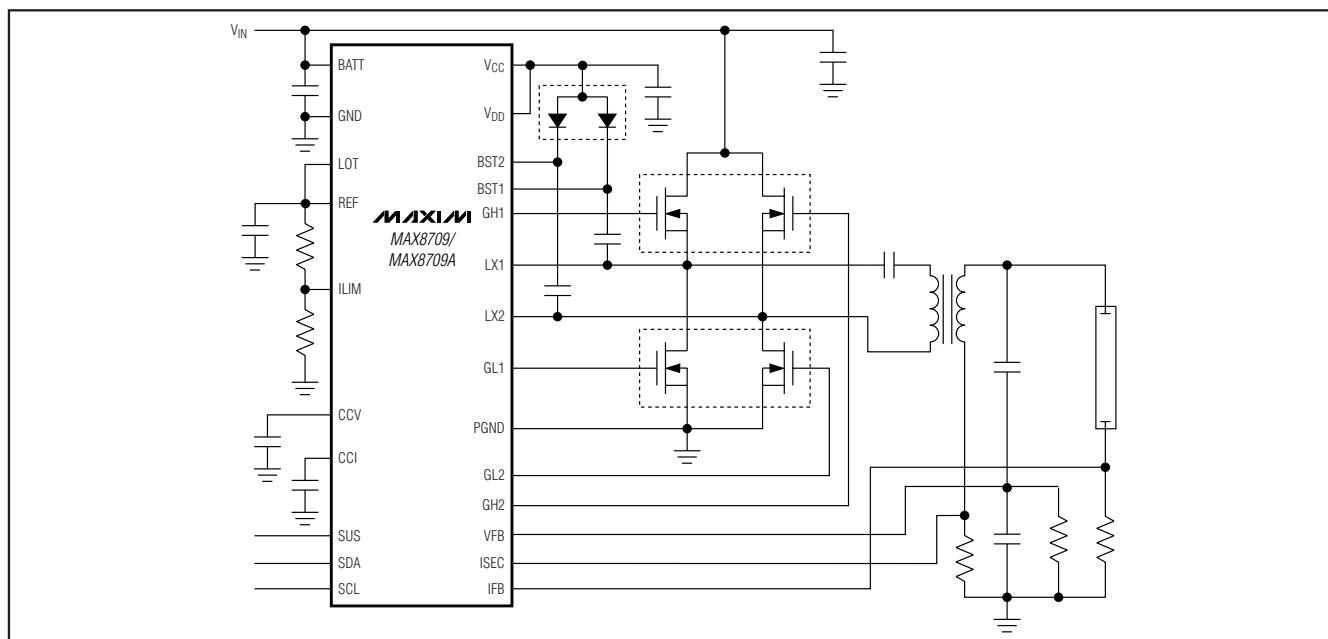 VIN
BATT
GND
LOT
REF
ILIM
CCV
CCI
SUS
SDA
SCL
MAXIM
MAX8709/
MAX8709A
VCC
VDD
BST2
BST1
GH1
LX1
LX2
GL1
PGND
GL2
GH2
VFB
ISEC
IFB